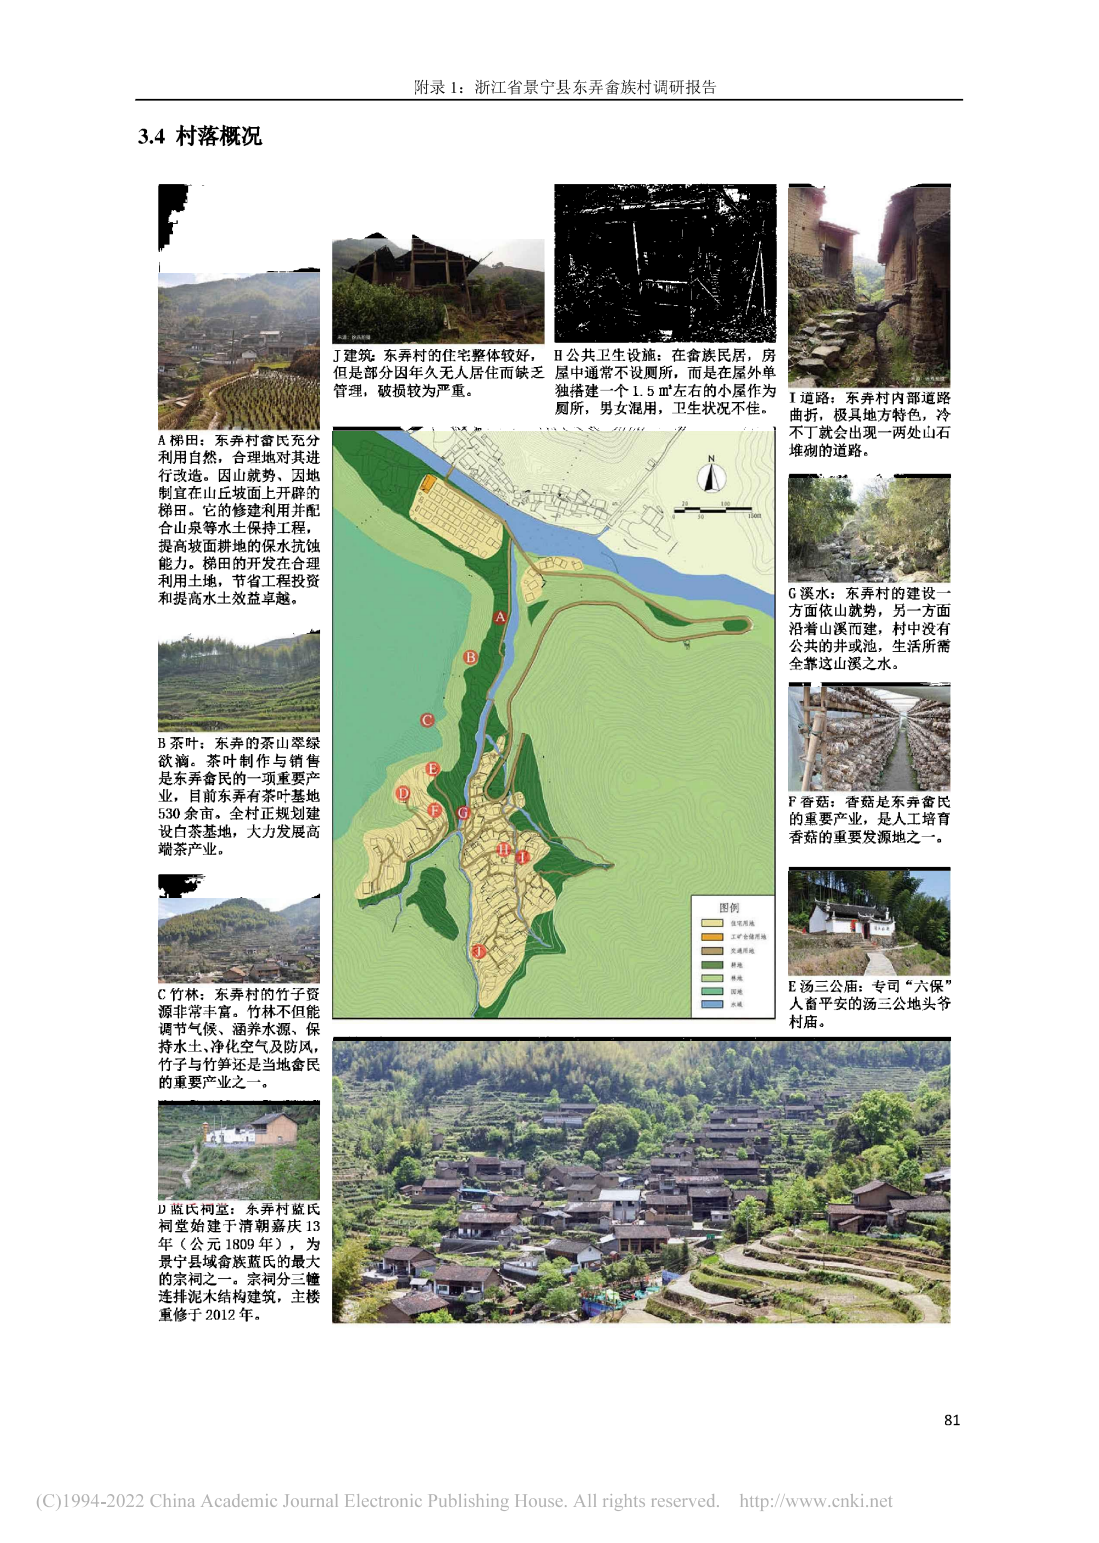 附录 1：浙江省景宁县东弄畲族村调研报告
3.4 村落概况
A 梯田：东弄村畲民充分
利用自然，合理地对其进
行改造。因山就势、因地
制宜在山丘坡面上开辟的
梯田。它的修建利用并配
合山泉等水土保持工程，
提高坡面耕地的保水抗蚀
能力。梯田的开发在合理
利用土地，节省工程投资
和提高水土效益卓越。
B 茶叶：东弄的茶山翠绿
欲滴。茶叶制作与销售
是东弄畲民的一项重要产
业，目前东弄有茶叶基地
530 余亩。全村正规划建
设白茶基地，大力发展高
端茶产业。
C 竹林：东弄村的竹子资
源非常丰富。竹林不但能
调节气候、涵养水源、保
持水土、净化空气及防风，
竹子与竹笋还是当地畲民
的重要产业之一。
D 蓝氏祠堂：东弄村蓝氏
祠堂始建于清朝嘉庆 13
年（公元 1809 年），为
景宁县域畲族蓝氏的最大
的宗祠之一。宗祠分三幢
连排泥木结构建筑，主楼
重修于 2012 年。
J 建筑：东弄村的住宅整体较好，
但是部分因年久无人居住而缺乏
管理，破损较为严重。
H 公共卫生设施：在畲族民居，房
屋中通常不设厕所，而是在屋外单
独搭建一个 1.5 ㎡左右的小屋作为
厕所，男女混用，卫生状况不佳。
N
A
B
C
E
D
F
G
H
I
J
图例
住宅用地
工矿仓储用地
交通用地
耕地
林地
园地
水域
I 道路：东弄村内部道路
曲折，极具地方特色，冷
不丁就会出现一两处山石
堆砌的道路。
G 溪水：东弄村的建设一
方面依山就势，另一方面
沿着山溪而建，村中没有
公共的井或池，生活所需
全靠这山溪之水。
F 香菇：香菇是东弄畲民
的重要产业，是人工培育
香菇的重要发源地之一。
E 汤三公庙：专司“六保”
人畜平安的汤三公地头爷
村庙。
81
(C)1994-2022 China Academic Journal Electronic Publishing House. All rights reserved. http://www.cnki.net